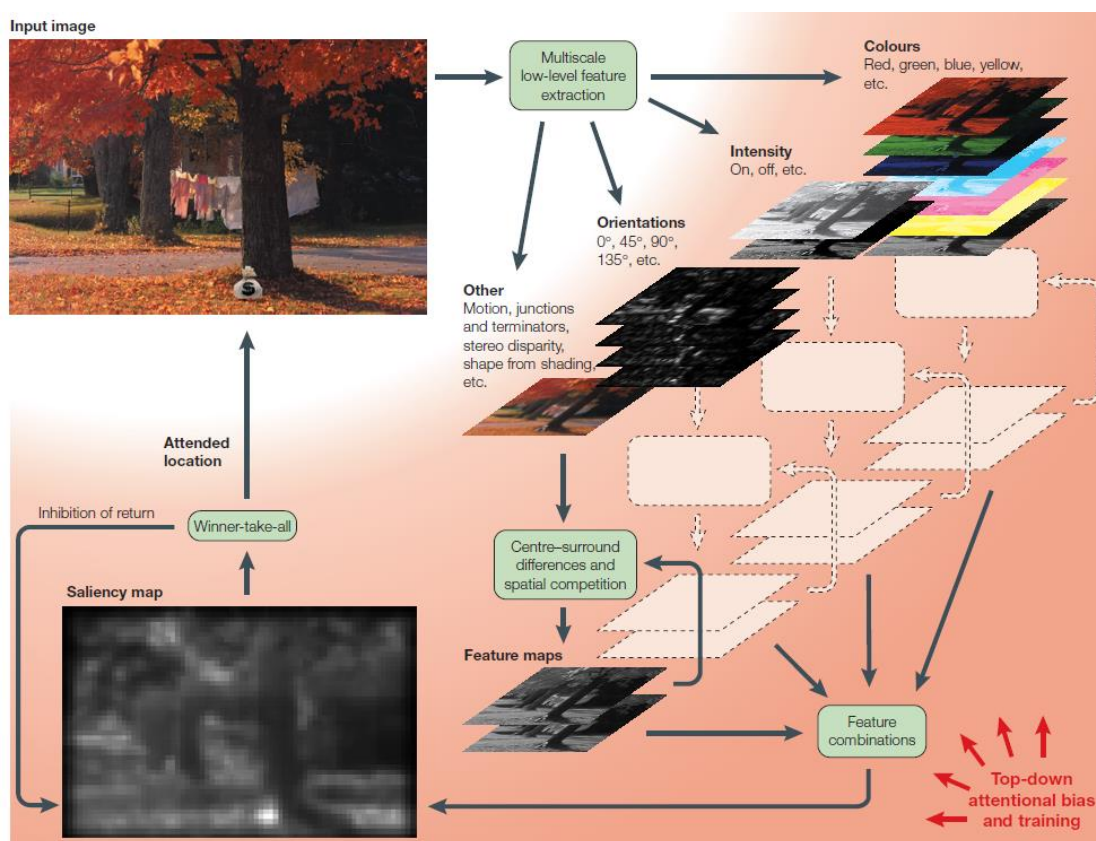 Input image
Multiscale
low-level feature
extraction
Colours
Red, green, blue, yellow,
etc.
Intensity
On, off, etc.
Orientations
0°, 45°, 90°,
135°, etc.
Other
Motion, junctions
and terminators,
stereo disparity,
shape from shading,
etc.
$
Attended
location
Inhibition of return
Winner-take-all
Centre–surround
differences and
spatial competition
Saliency map
Feature maps
Feature
combinations
Top-down
attentional bias
and training